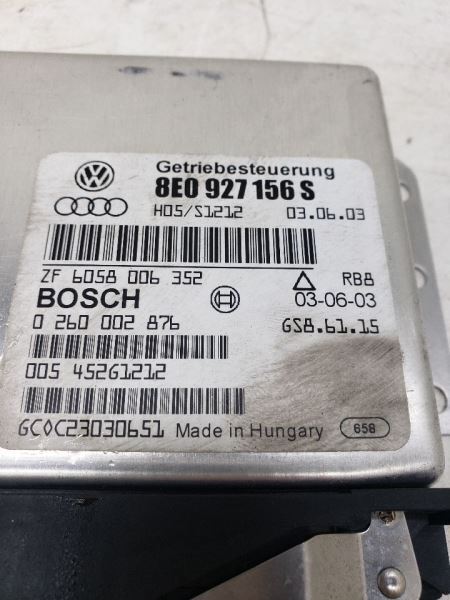 Getriebesteuerung
8E0 927 156 S
H05/S1212 03.06.03
ZF 6058 006 352 RB8
BOSCH 03-06-03
0 260 002 876 GS8.61.15
005 45261212
GC0C23030651 Made in Hungary 658